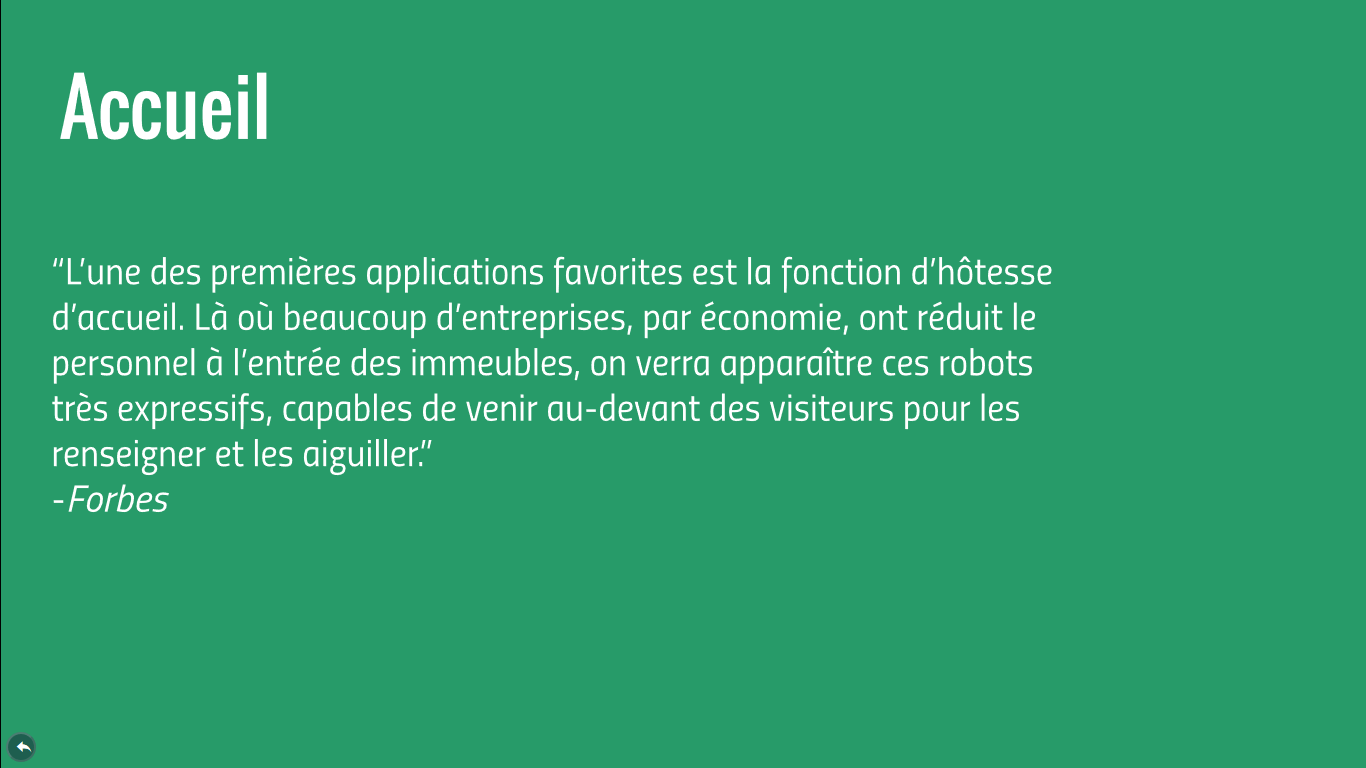 Accueil
“L’une des premières applications favorites est la fonction d’hôtesse
d’accueil. Là où beaucoup d’entreprises, par économie, ont réduit le
personnel à l’entrée des immeubles, on verra apparaître ces robots
très expressifs, capables de venir au-devant des visiteurs pour les
renseigner et les aiguiller.”
-Forbes